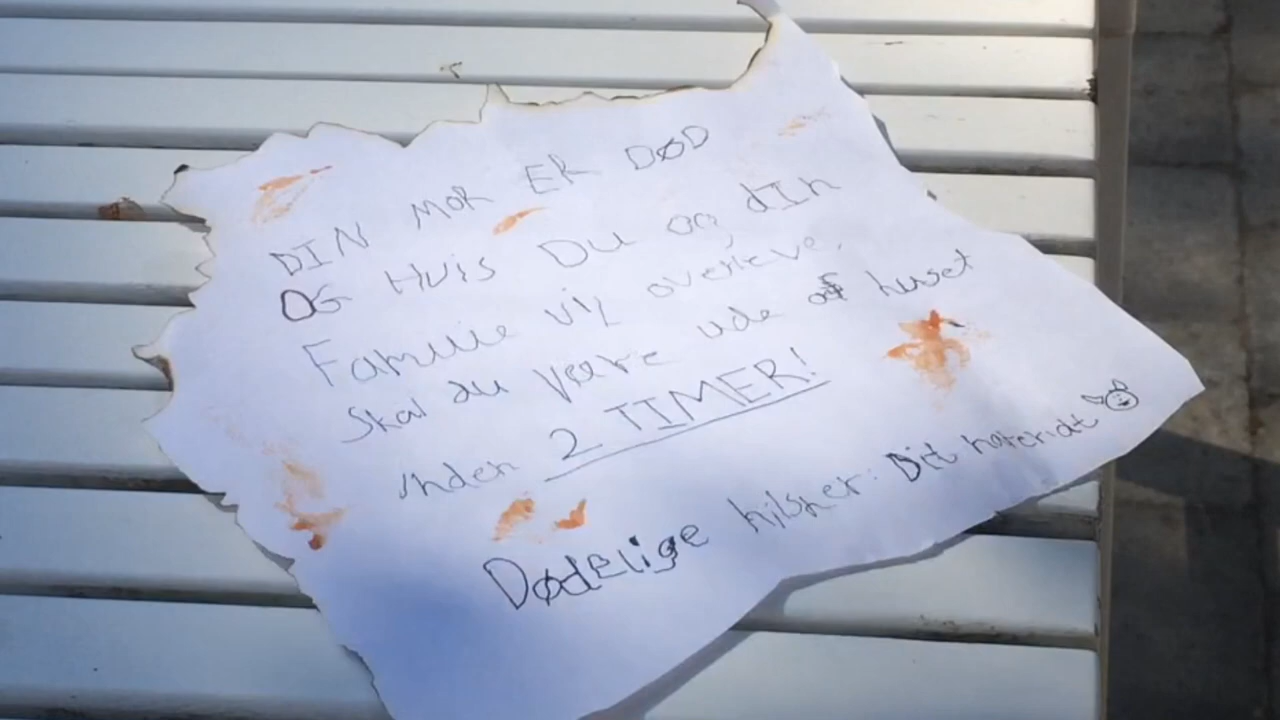 DIN MOR ER DØD
OG HVIS DU og dIn
Familie vil overleve,
Skal du være ude af huset
inden 2 TIMER!
Dødelige hilsner: Dit mareridt